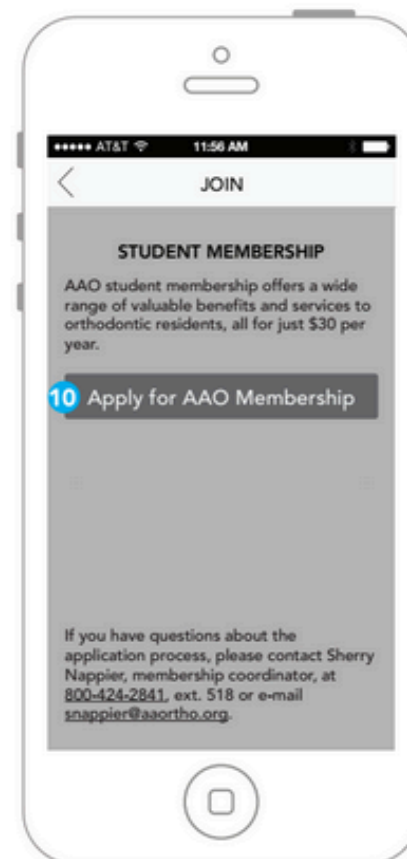 AT&T 11:56 AM
JOIN
STUDENT MEMBERSHIP
AAO student membership offers a wide
range of valuable benefits and services to
orthodontic residents, all for just $30 per
year.
10 Apply for AAO Membership
If you have questions about the
application process, please contact Sherry
Nappier, membership coordinator, at
800-424-2841, ext. 518 or e-mail
snappier@aaortho.org.